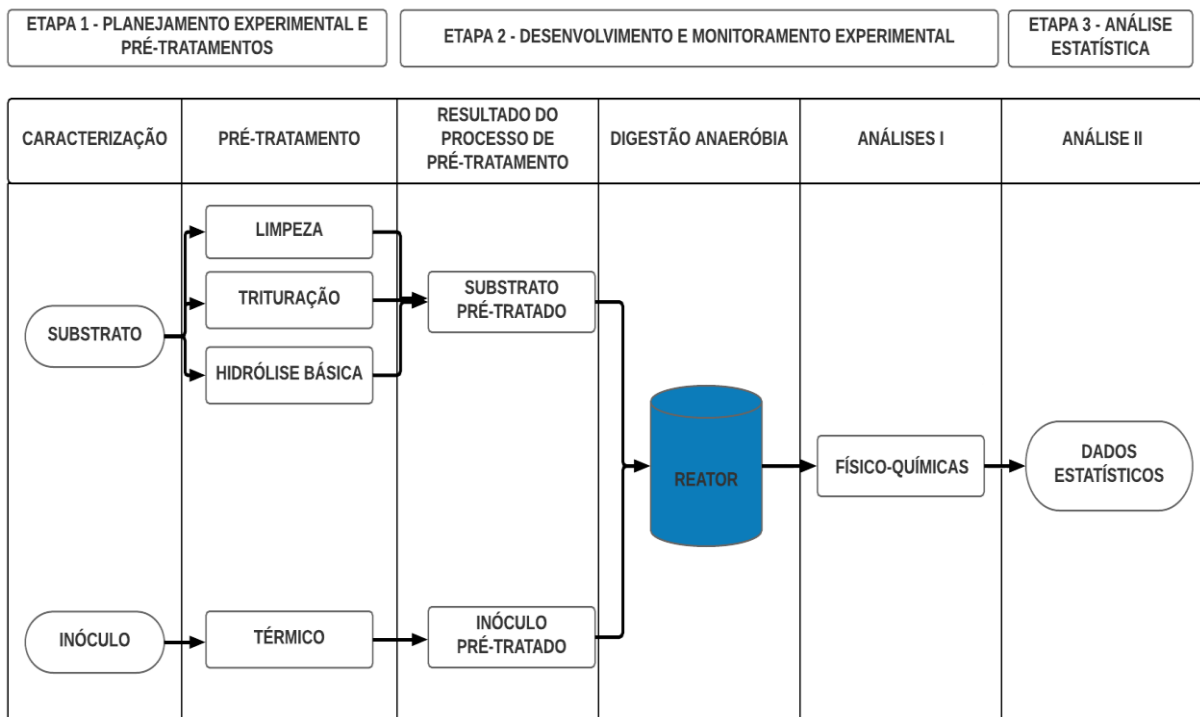 ETAPA 1 - PLANEJAMENTO EXPERIMENTAL E
PRÉ-TRATAMENTOS
ETAPA 2 - DESENVOLVIMENTO E MONITORAMENTO EXPERIMENTAL
ETAPA 3 - ANÁLISE
ESTATÍSTICA
CARACTERIZAÇÃO
PRÉ-TRATAMENTO
RESULTADO DO
PROCESSO DE
PRÉ-TRATAMENTO
DIGESTÃO ANAERÓBIA
ANÁLISES I
ANÁLISE II
SUBSTRATO
LIMPEZA
TRITURAÇÃO
HIDRÓLISE BÁSICA
SUBSTRATO
PRÉ-TRATADO
REATOR
FÍSICO-QUÍMICAS
DADOS
ESTATÍSTICOS
INÓCULO
TÉRMICO
INÓCULO
PRÉ-TRATADO